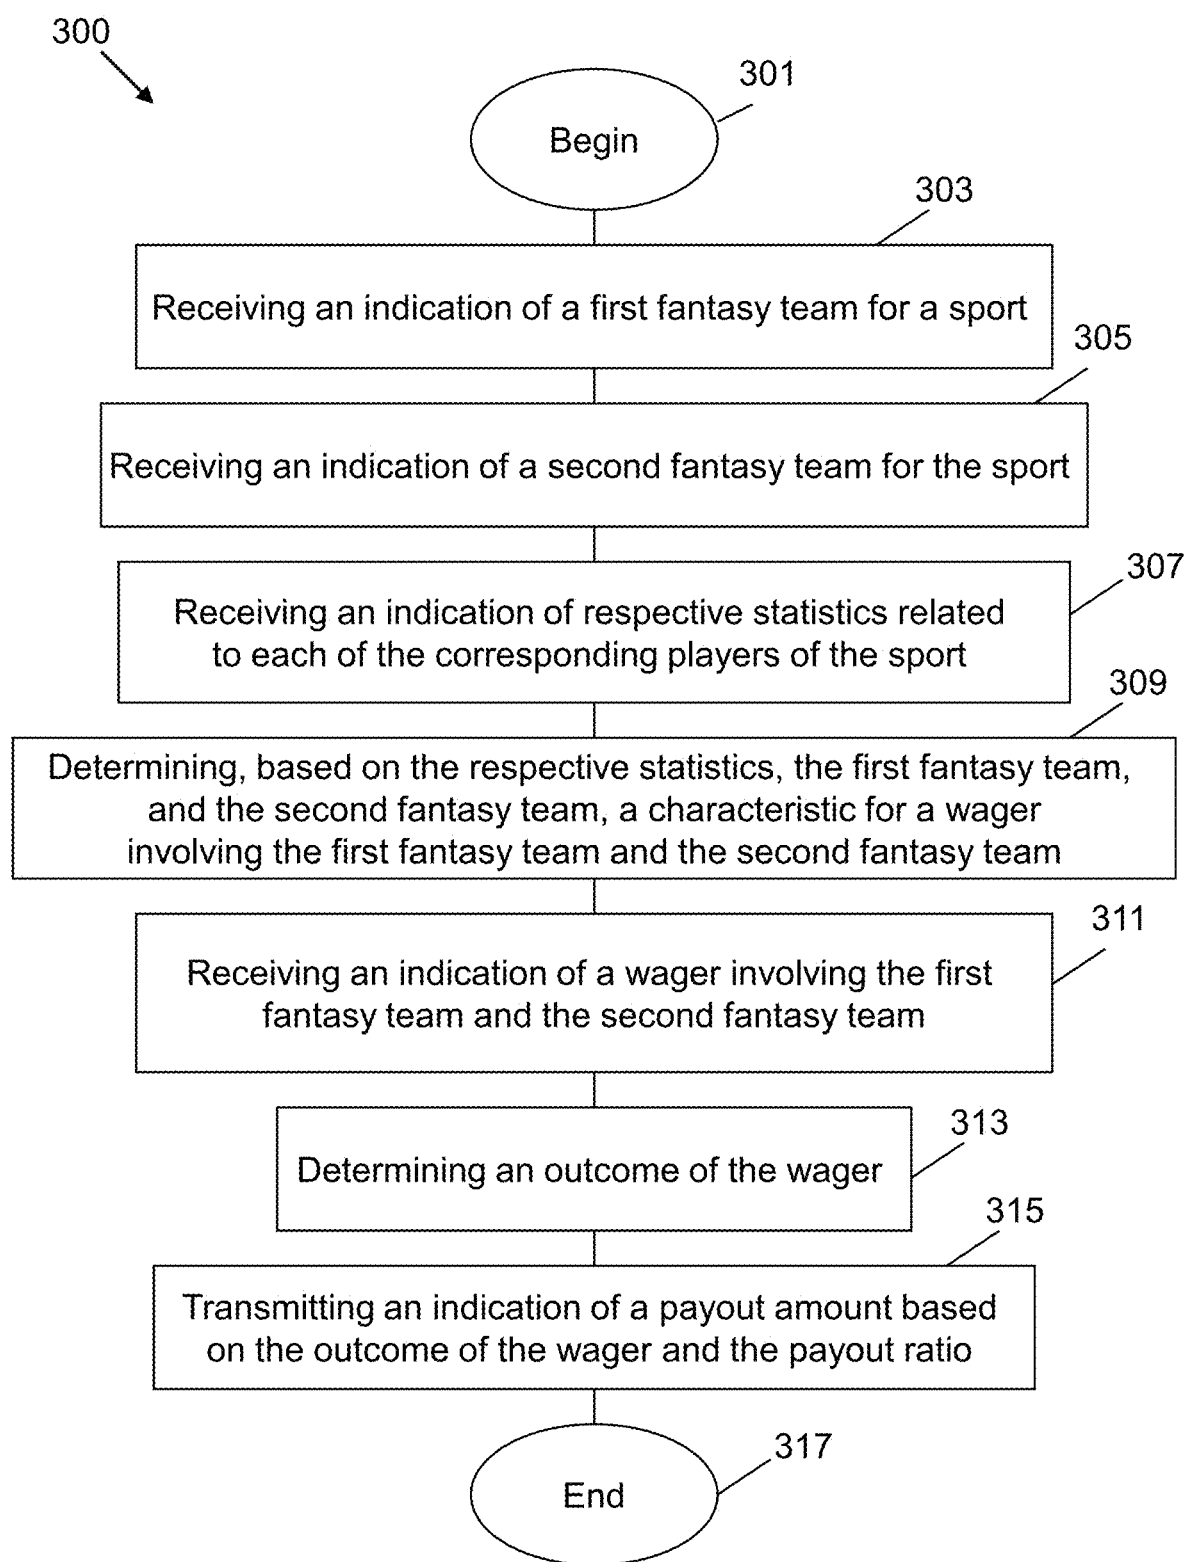 300
301
Begin
303
Receiving an indication of a first fantasy team for a sport
305
Receiving an indication of a second fantasy team for the sport
307
Receiving an indication of respective statistics related
to each of the corresponding players of the sport
309
Determining, based on the respective statistics, the first fantasy team,
and the second fantasy team, a characteristic for a wager
involving the first fantasy team and the second fantasy team
311
Receiving an indication of a wager involving the first
fantasy team and the second fantasy team
313
Determining an outcome of the wager
315
Transmitting an indication of a payout amount based
on the outcome of the wager and the payout ratio
317
End